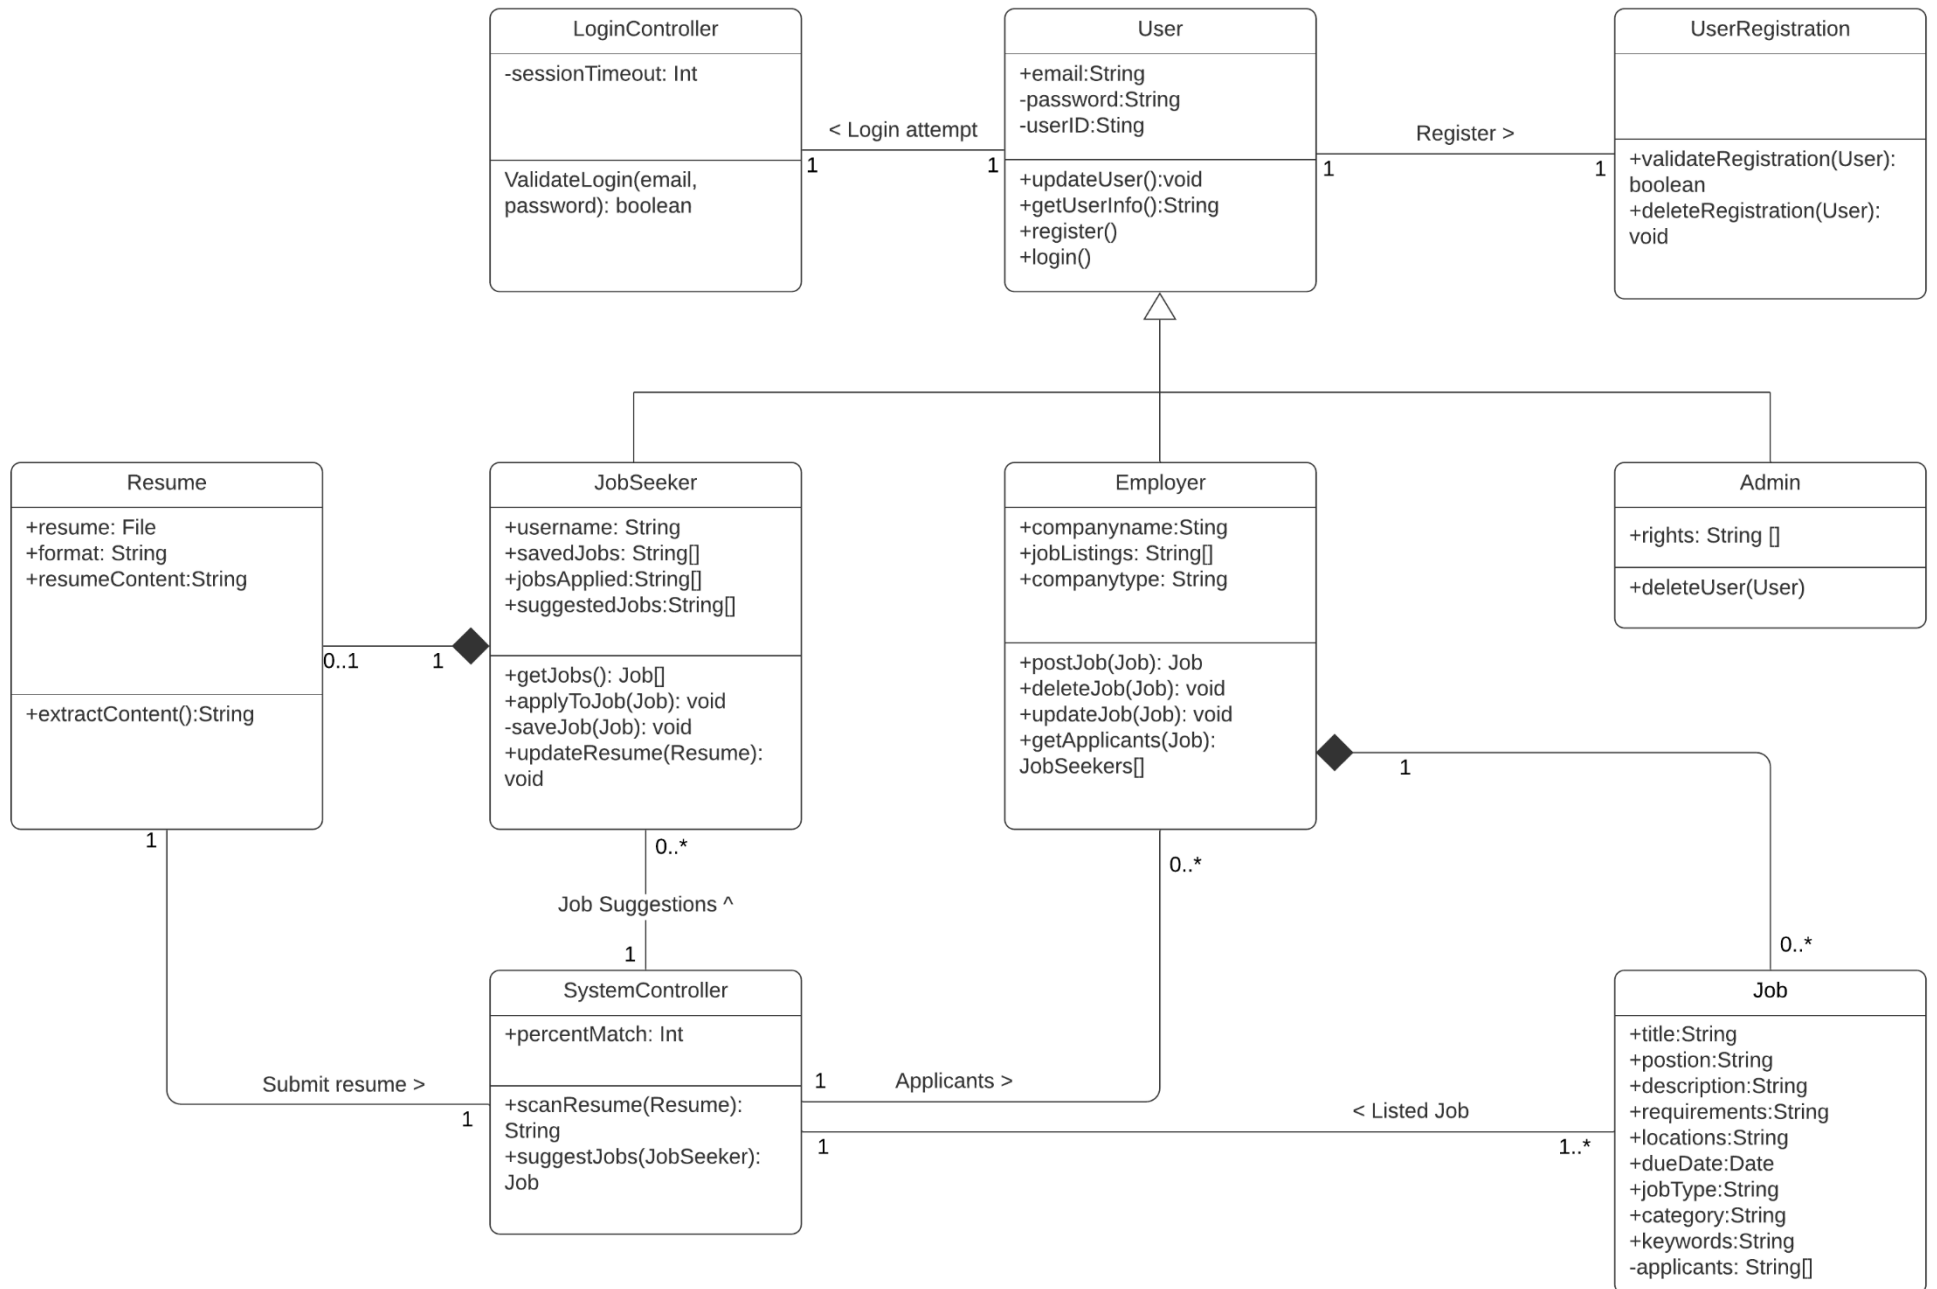 LoginController
-sessionTimeout: Int
ValidateLogin(email,
password): boolean
< Login attempt
1
1
User
+email:String
-password:String
-userID:Sting
+updateUser():void
+getUserInfo():String
+register()
+login()
Register >
1
1
UserRegistration
+validateRegistration(User):
boolean
+deleteRegistration(User):
void
Resume
+resume: File
+format: String
+resumeContent:String
+extractContent():String
0..1
1
JobSeeker
+username: String
+savedJobs: String[]
+jobsApplied:String[]
+suggestedJobs:String[]
+getJobs(): Job[]
+applyToJob(Job): void
-saveJob(Job): void
+updateResume(Resume):
void
Employer
+companyname:Sting
+jobListings: String[]
+companytype: String
+postJob(Job): Job
+deleteJob(Job): void
+updateJob(Job): void
+getApplicants(Job):
JobSeekers[]
Admin
+rights: String []
+deleteUser(User)
1
0..*
1
0..*
Job Suggestions ^
1
0..*
Submit resume >
1
SystemController
+percentMatch: Int
+scanResume(Resume):
String
+suggestJobs(JobSeeker):
Job
1
Applicants >
< Listed Job
1
1..*
Job
+title:String
+postion:String
+description:String
+requirements:String
+locations:String
+dueDate:Date
+jobType:String
+category:String
+keywords:String
-applicants: String[]